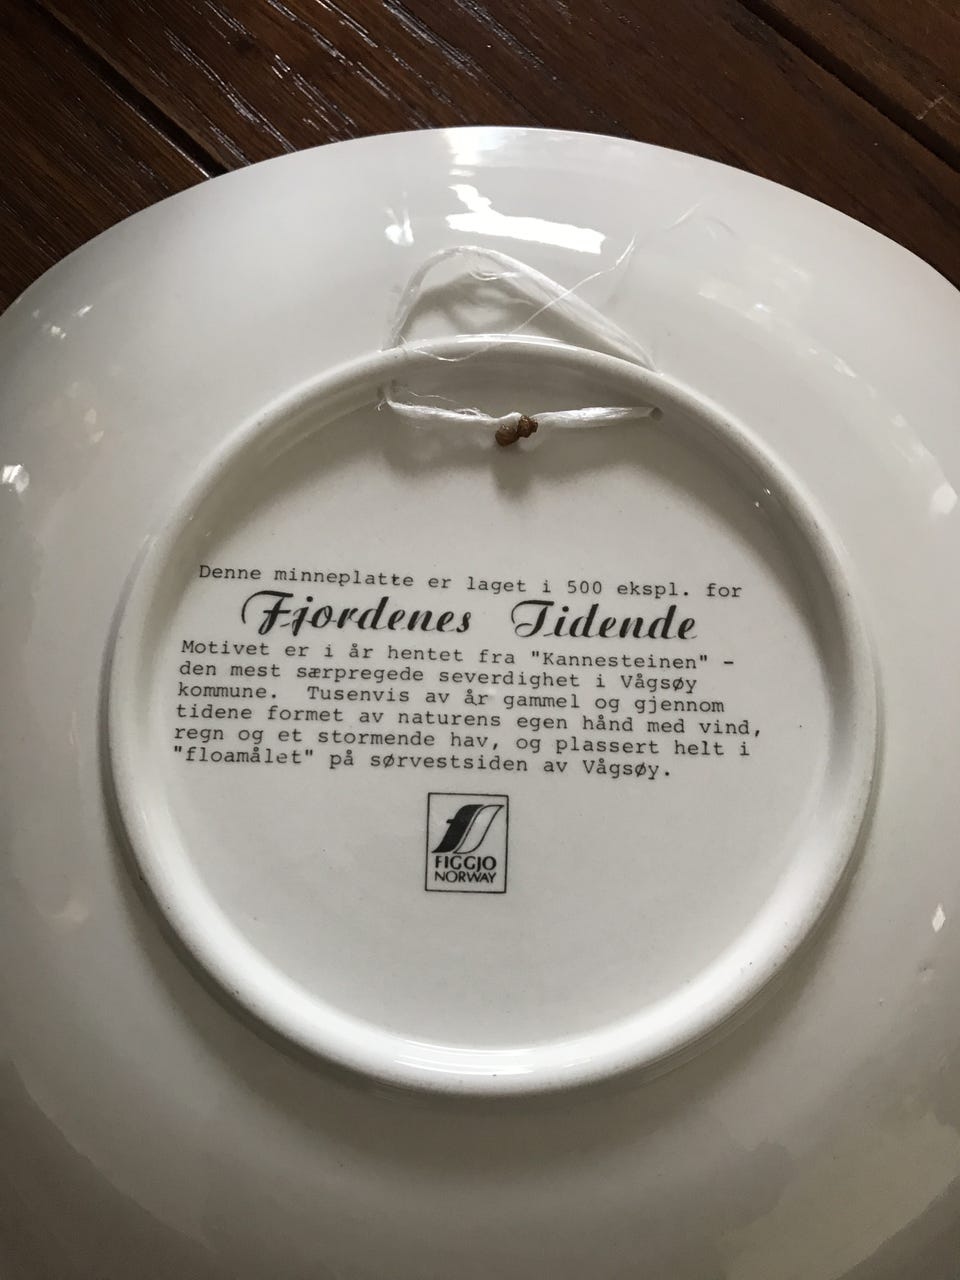 Denne minneplatte er laget i 500 ekspl. for
Fjordenes Tidende
Motivet er i år hentet fra "Kannesteinen" -
den mest særpregede severdighet i Vågsøy
kommune. Tusenvis av år gammel og gjennom
tidene formet av naturens egen hånd med vind,
regn og et stormende hav, og plassert helt i
"floamålet" på sørvestsiden av Vågsøy.
FIGGJO
NORWAY